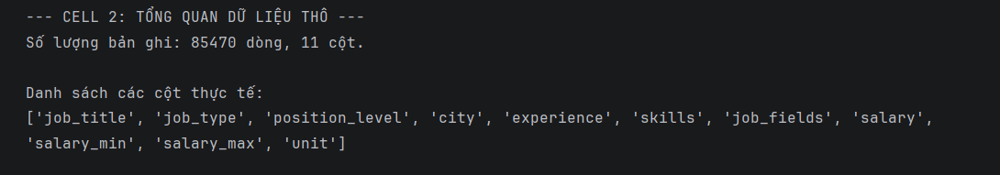 --- CELL 2: TỔNG QUAN DỮ LIỆU THÔ ---
Số lượng bản ghi: 85470 dòng, 11 cột.
Danh sách các cột thực tế:
['job_title', 'job_type', 'position_level', 'city', 'experience', 'skills', 'job_fields', 'salary',
'salary_min', 'salary_max', 'unit']